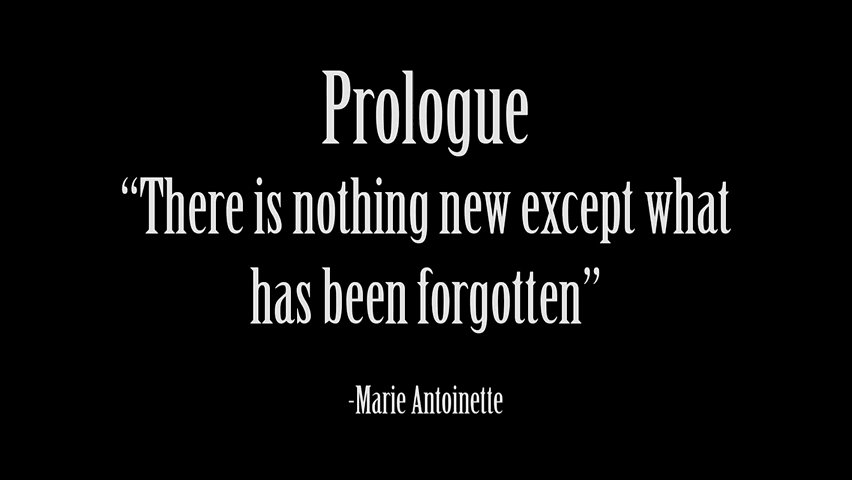 Prologue
“There is nothing new except what
has been forgotten”
-Marie Antoinette